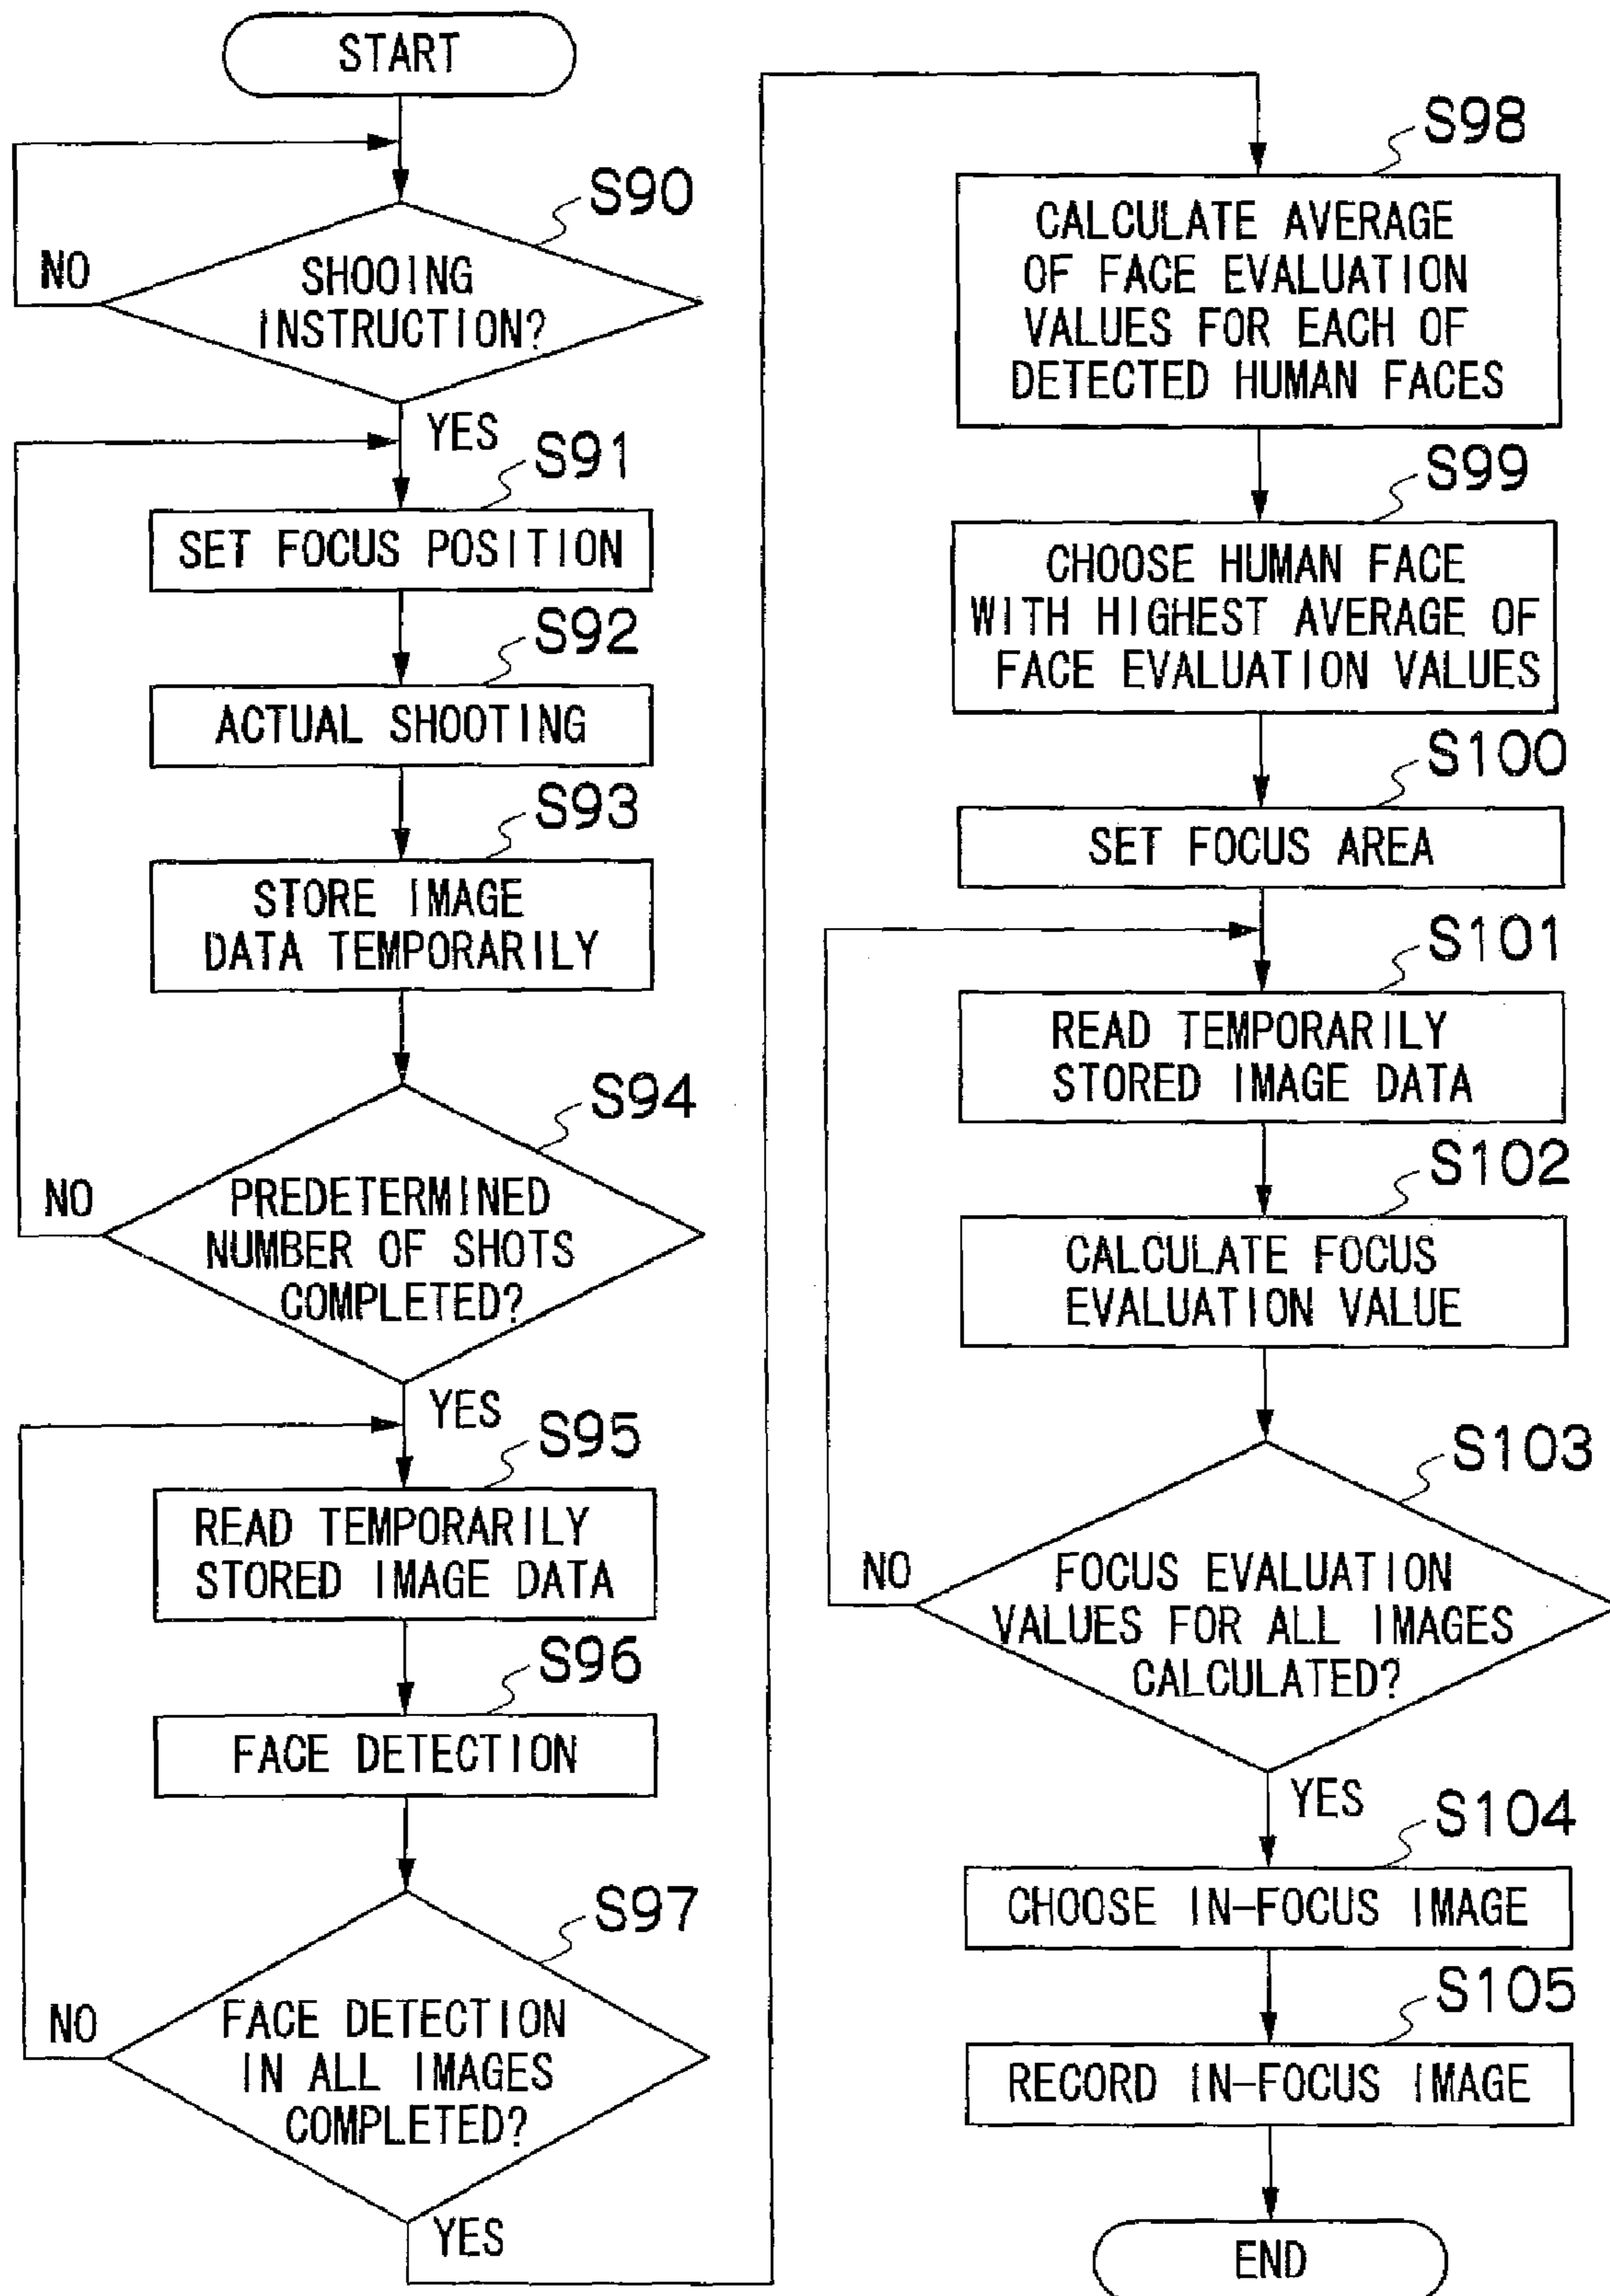 START
S90
NO
SHOOING
INSTRUCTION?
YES
S91
SET FOCUS POSITION
S92
ACTUAL SHOOTING
S93
STORE IMAGE
DATA TEMPORARILY
S94
NO
PREDETERMINED
NUMBER OF SHOTS
COMPLETED?
YES
S95
READ TEMPORARILY
STORED IMAGE DATA
S96
FACE DETECTION
S97
NO
FACE DETECTION
IN ALL IMAGES
COMPLETED?
YES
S98
CALCULATE AVERAGE
OF FACE EVALUATION
VALUES FOR EACH OF
DETECTED HUMAN FACES
S99
CHOOSE HUMAN FACE
WITH HIGHEST AVERAGE OF
FACE EVALUATION VALUES
S100
SET FOCUS AREA
S101
READ TEMPORARILY
STORED IMAGE DATA
S102
CALCULATE FOCUS
EVALUATION VALUE
S103
NO
FOCUS EVALUATION
VALUES FOR ALL IMAGES
CALCULATED?
YES
S104
CHOOSE IN-FOCUS IMAGE
S105
RECORD IN-FOCUS IMAGE
END